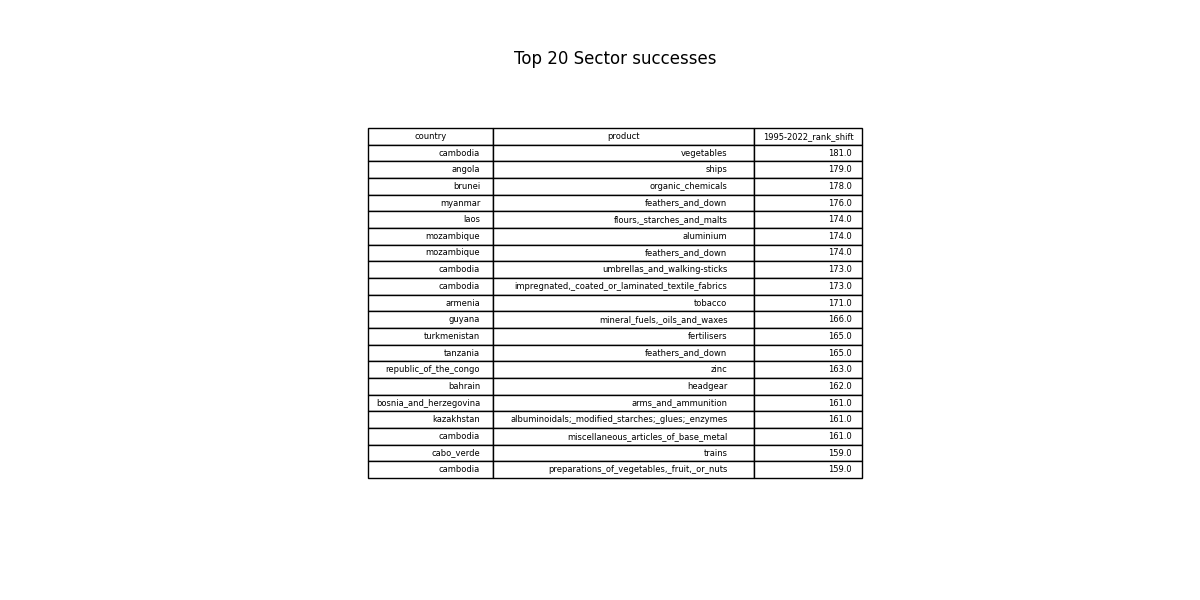 Top 20 Sector successes
country product 1995-2022_rank_shift
cambodia vegetables 181.0
angola ships 179.0
brunei organic_chemicals 178.0
myanmar feathers_and_down 176.0
laos flours,_starches_and_malts 174.0
mozambique aluminium 174.0
mozambique feathers_and_down 174.0
cambodia umbrellas_and_walking-sticks 173.0
cambodia impregnated,_coated_or_laminated_textile_fabrics 173.0
armenia tobacco 171.0
guyana mineral_fuels,_oils_and_waxes 166.0
turkmenistan fertilisers 165.0
tanzania feathers_and_down 165.0
republic_of_the_congo zinc 163.0
bahrain headgear 162.0
bosnia_and_herzegovina arms_and_ammunition 161.0
kazakhstan albuminoidals;_modified_starches;_glues;_enzymes 161.0
cambodia miscellaneous_articles_of_base_metal 161.0
cabo_verde trains 159.0
cambodia preparations_of_vegetables,_fruit,_or_nuts 159.0